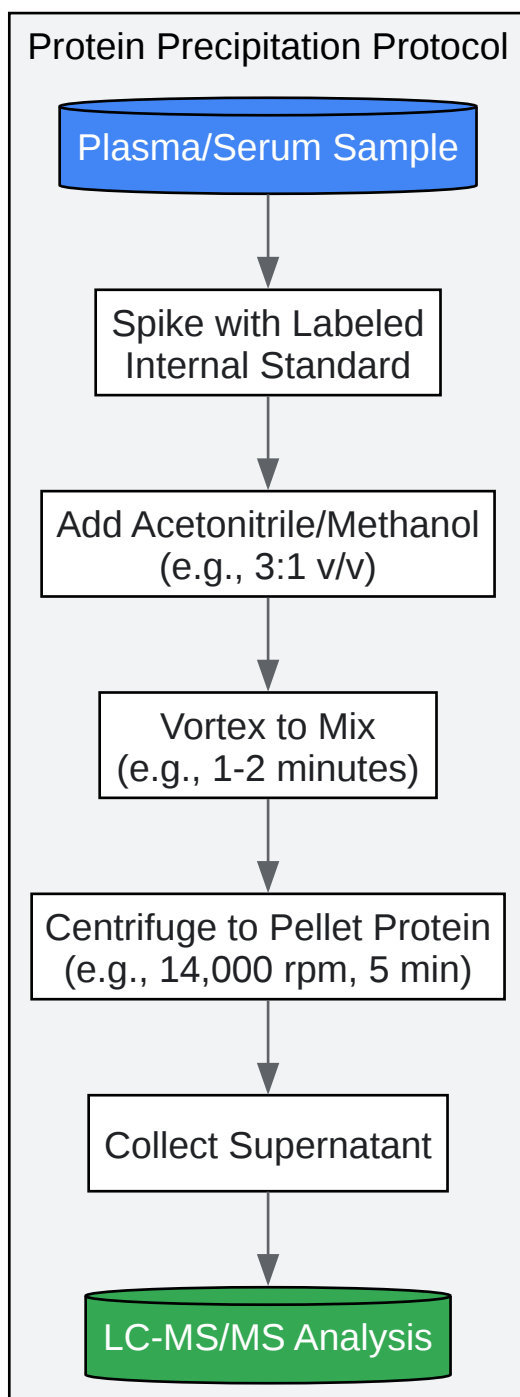 Protein Precipitation Protocol
Plasma/Serum Sample
Spike with Labeled
Internal Standard
Add Acetonitrile/Methanol
(e.g., 3:1 v/v)
Vortex to Mix
(e.g., 1-2 minutes)
Centrifuge to Pellet Protein
(e.g., 14,000 rpm, 5 min)
Collect Supernatant
LC-MS/MS Analysis